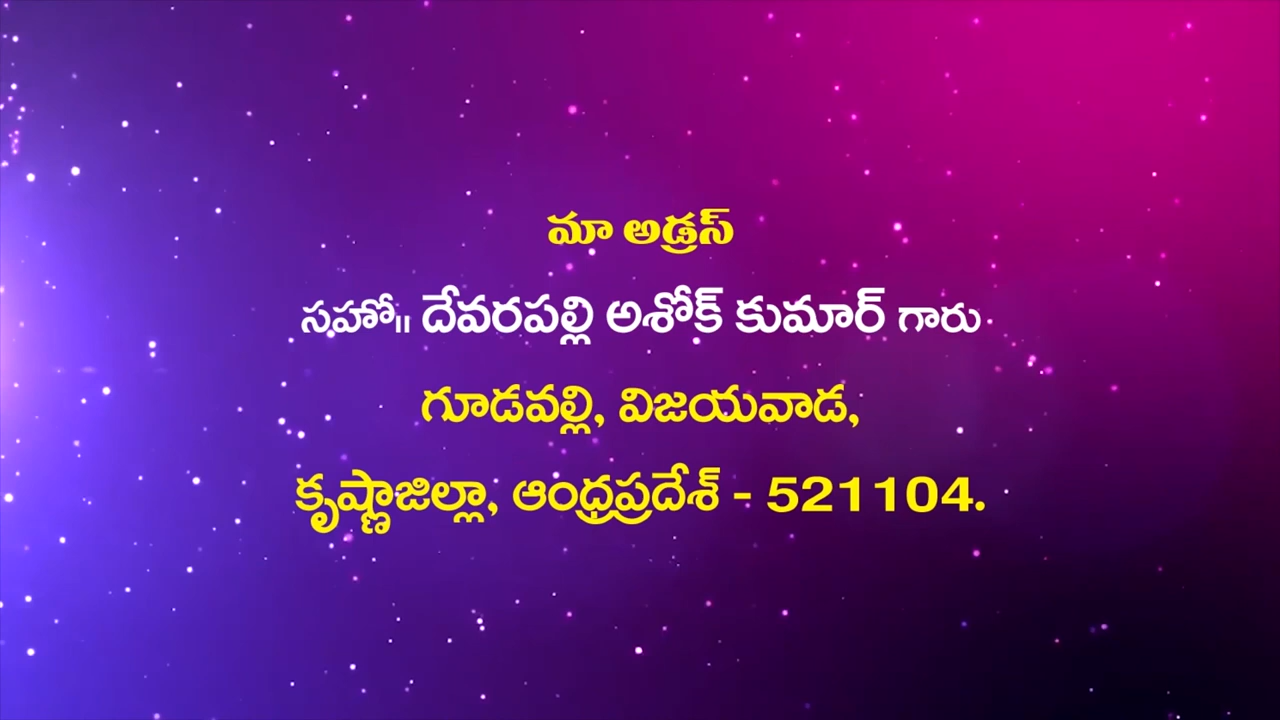 మా అడ్రస్
సహో॥ దేవరపల్లి అశోక్ కుమార్ గారు
గూడవల్లి, విజయవాడ,
కృష్ణాజిల్లా, ఆంధ్రప్రదేశ్ - 521104.